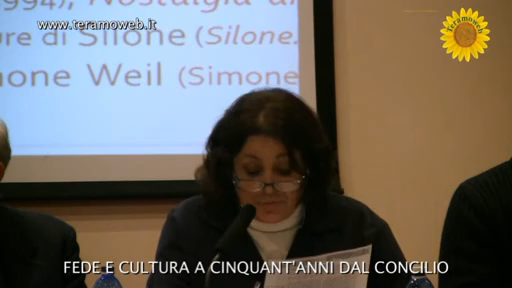 www.teramoweb.it
teramoweb
1994), Nostalgia di
ure di Silone (Silone.
none Weil (Simone
FEDE E CULTURA A CINQUANT'ANNI DAL CONCILIO